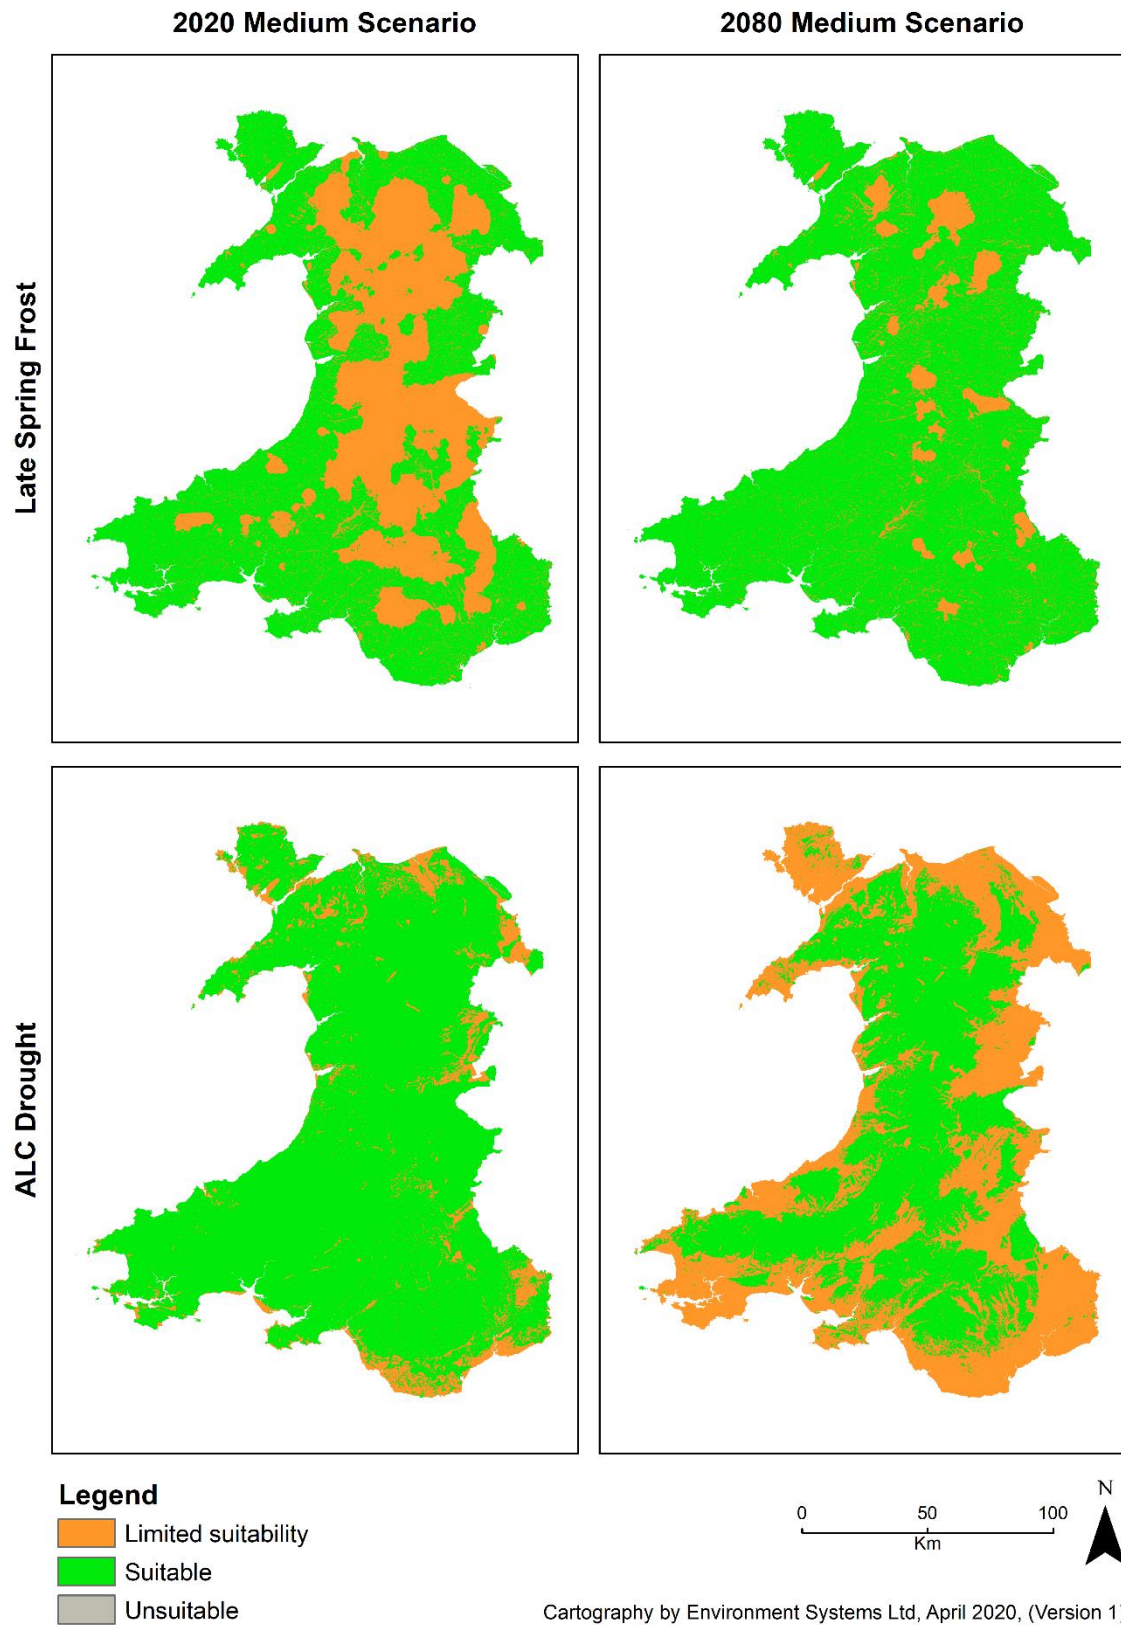 2020 Medium Scenario
2080 Medium Scenario
Late Spring Frost
ALC Drought
Legend
Limited suitability
Suitable
Unsuitable
0 50 100
Km
N
Cartography by Environment Systems Ltd, April 2020, (Version 1)